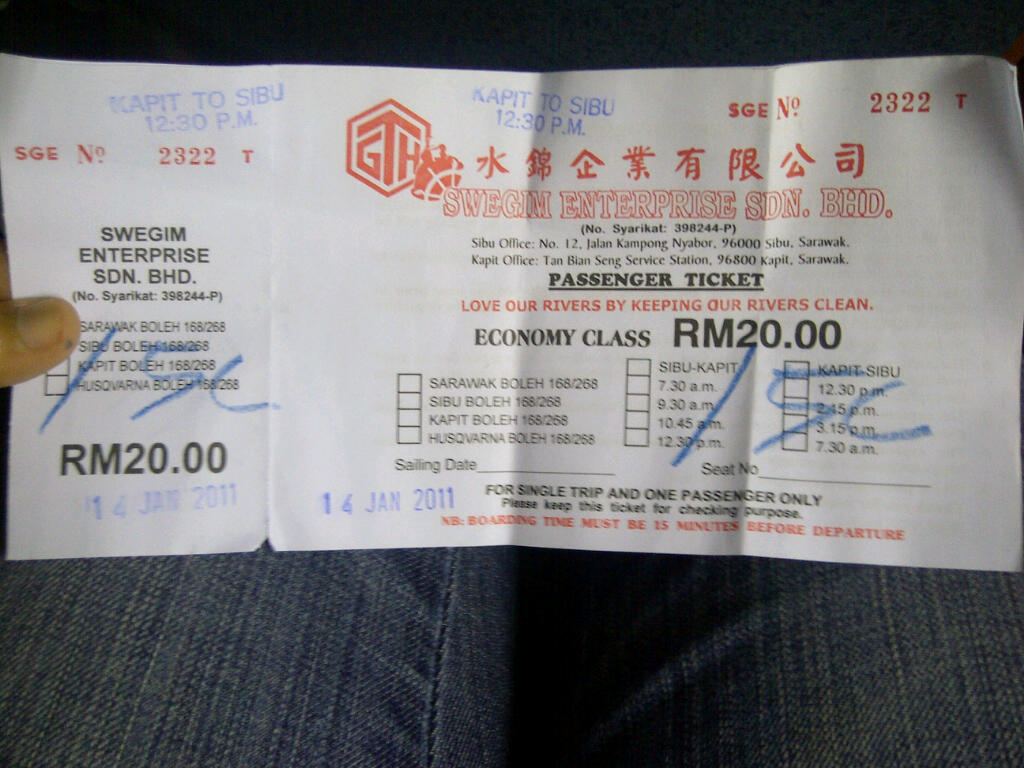 KAPIT TO SIBU
12:30 P.M.
SGE Nº 2322 T
SWEGIM
ENTERPRISE
SDN. BHD.
(No. Syarikat: 398244-P)
SARAWAK BOLEH 168/268
SIBU BOLEH 168/268
KAPIT BOLEH 168/268
HUSQVARNA BOLEH 168/268
RM20.00
14 JAN 2011
KAPIT TO SIBU
12:30 P.M.
SGE Nº 2322 T
GTH
水錦企業有限公司
SWEGIM ENTERPRISE SDN. BHD.
(No. Syarikat: 398244-P)
Sibu Office: No. 12, Jalan Kampong Nyabor, 96000 Sibu, Sarawak.
Kapit Office: Tan Bian Seng Service Station, 96800 Kapit, Sarawak.
PASSENGER TICKET
LOVE OUR RIVERS BY KEEPING OUR RIVERS CLEAN.
ECONOMY CLASS RM20.00
SARAWAK BOLEH 168/268
SIBU BOLEH 168/268
KAPIT BOLEH 168/268
HUSQVARNA BOLEH 168/268
SIBU-KAPIT
7.30 a.m.
9.30 a.m.
10.45 a.m.
12.30 p.m.
KAPIT-SIBU
12.30 p.m.
2.45 p.m.
3.15 p.m.
7.30 a.m.
Sailing Date
Seat No
14 JAN 2011
FOR SINGLE TRIP AND ONE PASSENGER ONLY
Please keep this ticket for checking purpose.
NB: BOARDING TIME MUST BE 15 MINUTES BEFORE DEPARTURE